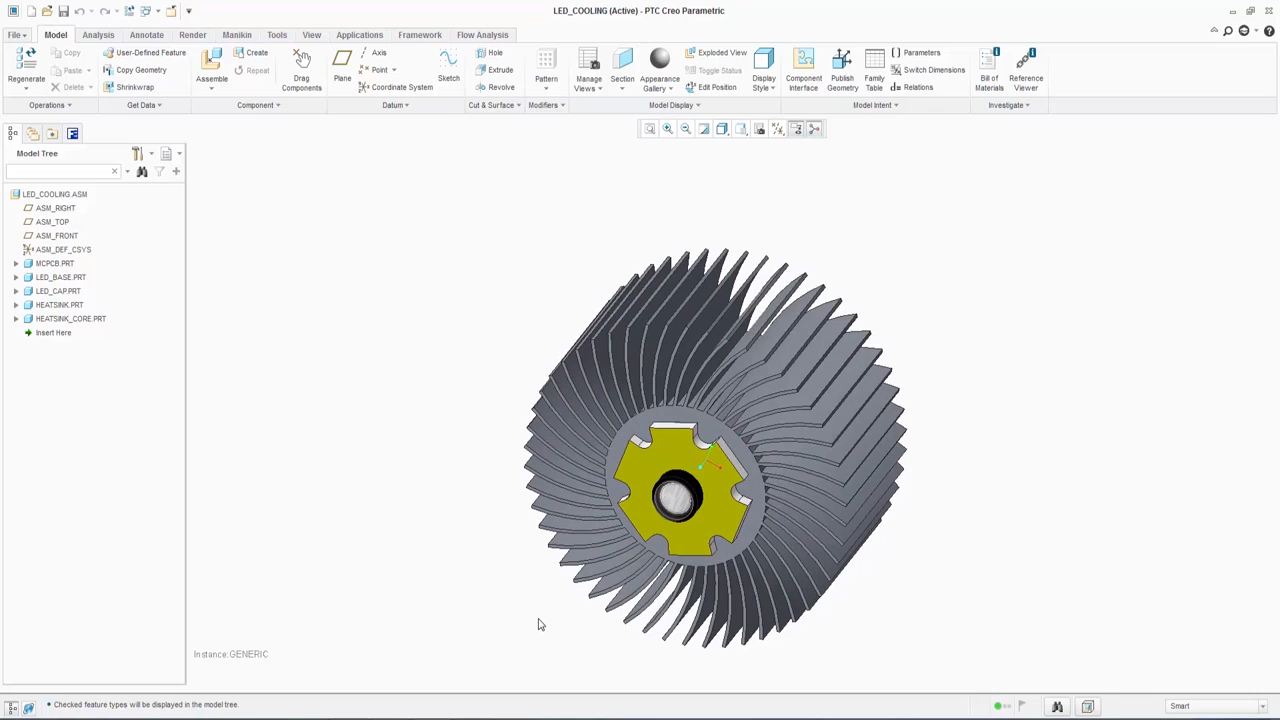 LED_COOLING (Active) - PTC Creo Parametric
File Model Analysis Annotate Render Tools Manikin View Applications Framework Flow Analysis
Regenerate
Copy
Paste
Delete
Operations
User-Defined Feature
Copy Geometry
Shrinkwrap
Get Data
Assemble
Create
Repeat
Component
Drag
Components
Plane
Axis
Point
Coordinate System
Sketch
Datum
Hole
Extrude
Revolve
Cut & Surface
Pattern
Modifiers
Manage
Views
Section
Appearance
Gallery
Exploded View
Toggle Status
Edit Position
Display
Style
Model Display
Component
Interface
Publish
Geometry
Family
Table
Parameters
Switch Dimensions
Relations
Model Intent
Bill of
Materials
Reference
Viewer
Investigate
Model Tree
LED_COOLING.ASM
ASM_RIGHT
ASM_TOP
ASM_FRONT
ASM_DEF_CSYS
MCPCB.PRT
LED_BASE.PRT
LED_CAP.PRT
HEATSINK.PRT
HEATSINK_CORE.PRT
Insert Here
Instance:GENERIC
• Checked feature types will be displayed in the model tree.
Smart